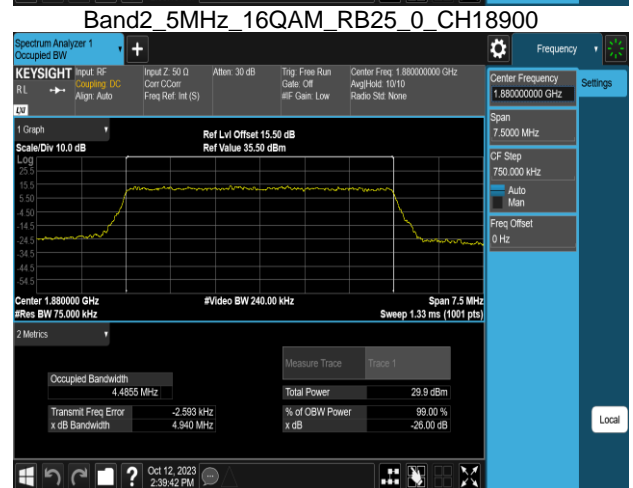 Band2_5MHz_16QAM_RB25_0_CH18900
Spectrum Analyzer 1
Occupied BW
Frequency
KEYSIGHT
RL
Input: RF
Coupling: DC
Align: Auto
Input Z: 50 Ω
Corr CCorr
Freq Ref: Int (S)
Atten: 30 dB
Trig: Free Run
Gate: Off
#IF Gain: Low
Center Freq: 1.880000000 GHz
Avg|Hold: 10/10
Radio Std: None
LXI
Center Frequency
1.880000000 GHz
Settings
Span
7.5000 MHz
CF Step
750.000 kHz
Auto
Man
Freq Offset
0 Hz
1 Graph
Scale/Div 10.0 dB
Ref Lvl Offset 15.50 dB
Ref Value 35.50 dBm
Log
25.5
15.5
5.50
-4.50
-14.5
-24.5
-34.5
-44.5
-54.5
Center 1.880000 GHz
#Res BW 75.000 kHz
#Video BW 240.00 kHz
Span 7.5 MHz
Sweep 1.33 ms (1001 pts)
2 Metrics
Measure Trace
Trace 1
Occupied Bandwidth
4.4855 MHz
Total Power
29.9 dBm
Transmit Freq Error
-2.593 kHz
% of OBW Power
99.00 %
x dB Bandwidth
4.940 MHz
x dB
-26.00 dB
Local
?
Oct 12, 2023
2:39:42 PM